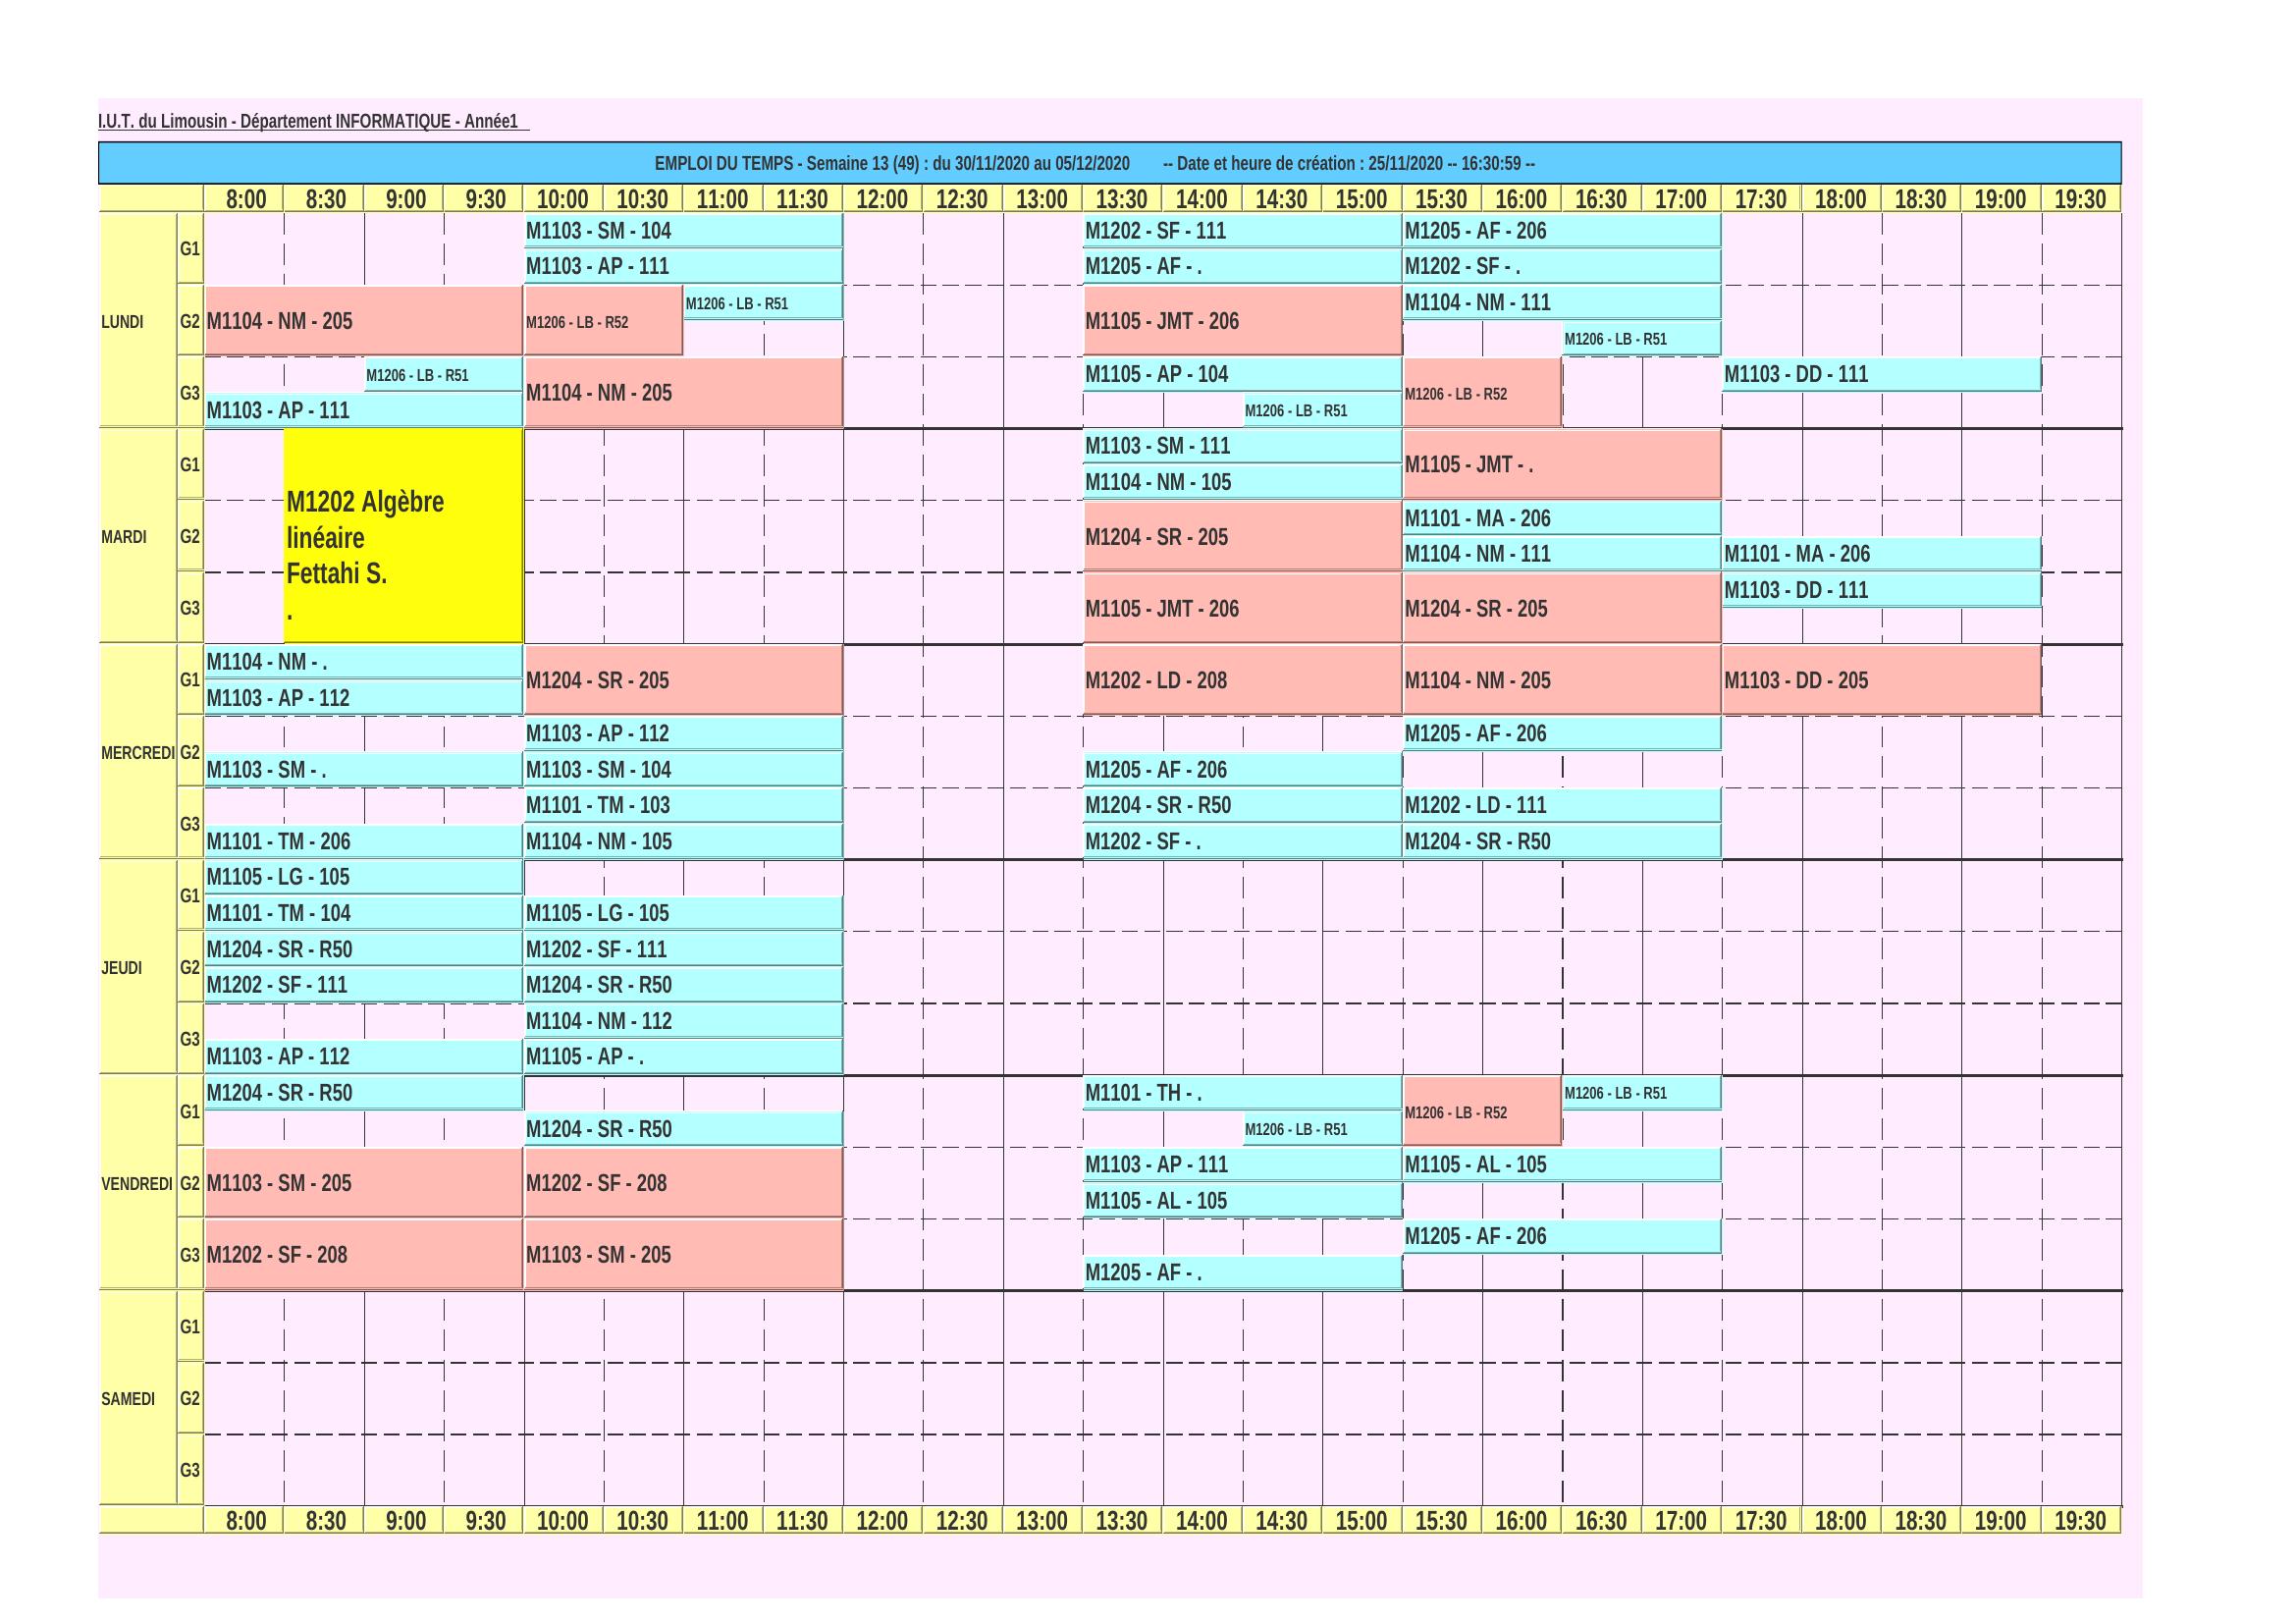 I.U.T. du Limousin - Département INFORMATIQUE - Année1
EMPLOI DU TEMPS - Semaine 13 (49) : du 30/11/2020 au 05/12/2020 -- Date et heure de création : 25/11/2020 -- 16:30:59 --
8:00 8:30 9:00 9:30 10:00 10:30 11:00 11:30 12:00 12:30 13:00 13:30 14:00 14:30 15:00 15:30 16:00 16:30 17:00 17:30 18:00 18:30 19:00 19:30
LUNDI
G1
M1103 - SM - 104 M1202 - SF - 111 M1205 - AF - 206
M1103 - AP - 111 M1205 - AF - . M1202 - SF - .
G2
M1104 - NM - 205 M1206 - LB - R52 M1206 - LB - R51 M1105 - JMT - 206 M1104 - NM - 111
M1206 - LB - R51
G3
M1206 - LB - R51 M1104 - NM - 205 M1105 - AP - 104 M1206 - LB - R52 M1103 - DD - 111
M1103 - AP - 111 M1206 - LB - R51
MARDI
M1202 Algèbre
linéaire
Fettahi S.
.
G1
M1103 - SM - 111 M1105 - JMT - .
M1104 - NM - 105
G2
M1204 - SR - 205 M1101 - MA - 206
M1104 - NM - 111 M1101 - MA - 206
G3
M1105 - JMT - 206 M1204 - SR - 205 M1103 - DD - 111
MERCREDI
G1
M1104 - NM - . M1204 - SR - 205 M1202 - LD - 208 M1104 - NM - 205 M1103 - DD - 205
M1103 - AP - 112
G2
M1103 - AP - 112 M1205 - AF - 206
M1103 - SM - . M1103 - SM - 104 M1205 - AF - 206
G3
M1101 - TM - 103 M1204 - SR - R50 M1202 - LD - 111
M1101 - TM - 206 M1104 - NM - 105 M1202 - SF - . M1204 - SR - R50
JEUDI
G1
M1105 - LG - 105
M1101 - TM - 104 M1105 - LG - 105
G2
M1204 - SR - R50 M1202 - SF - 111
M1202 - SF - 111 M1204 - SR - R50
G3
M1104 - NM - 112
M1103 - AP - 112 M1105 - AP - .
VENDREDI
G1
M1204 - SR - R50 M1101 - TH - . M1206 - LB - R52 M1206 - LB - R51
M1204 - SR - R50 M1206 - LB - R51
G2
M1103 - SM - 205 M1202 - SF - 208 M1103 - AP - 111 M1105 - AL - 105
M1105 - AL - 105
G3
M1202 - SF - 208 M1103 - SM - 205 M1205 - AF - 206
M1205 - AF - .
SAMEDI
G1
G2
G3
8:00 8:30 9:00 9:30 10:00 10:30 11:00 11:30 12:00 12:30 13:00 13:30 14:00 14:30 15:00 15:30 16:00 16:30 17:00 17:30 18:00 18:30 19:00 19:30